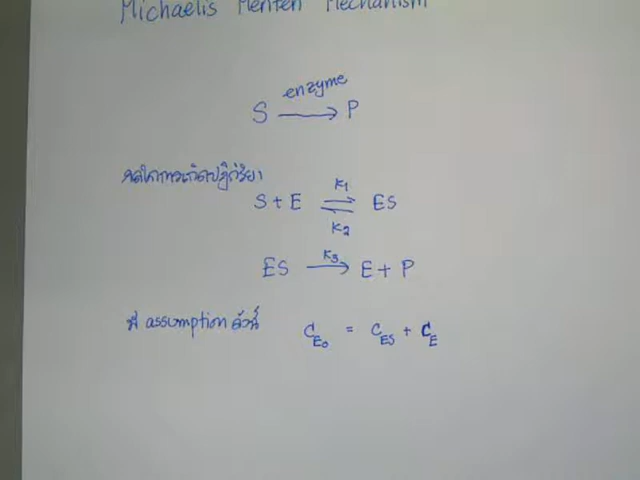 Michaelis Menten Mechanism
enzyme
S ⟶ P
กลไกการเกิดปฏิกิริยา
k1
S + E ⇌ ES
k2
k3
ES ⟶ E + P
มี assumption ดังนี้ C_E0 = C_ES + C_E